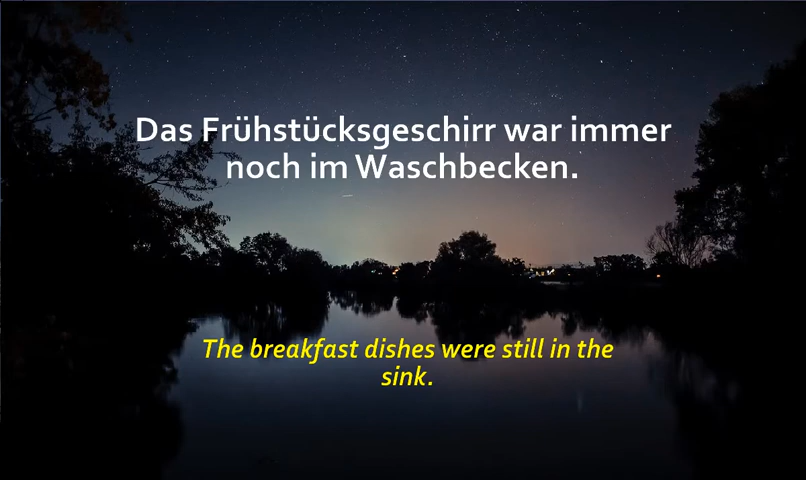 Das Frühstücksgeschirr war immer
noch im Waschbecken.
The breakfast dishes were still in the
sink.